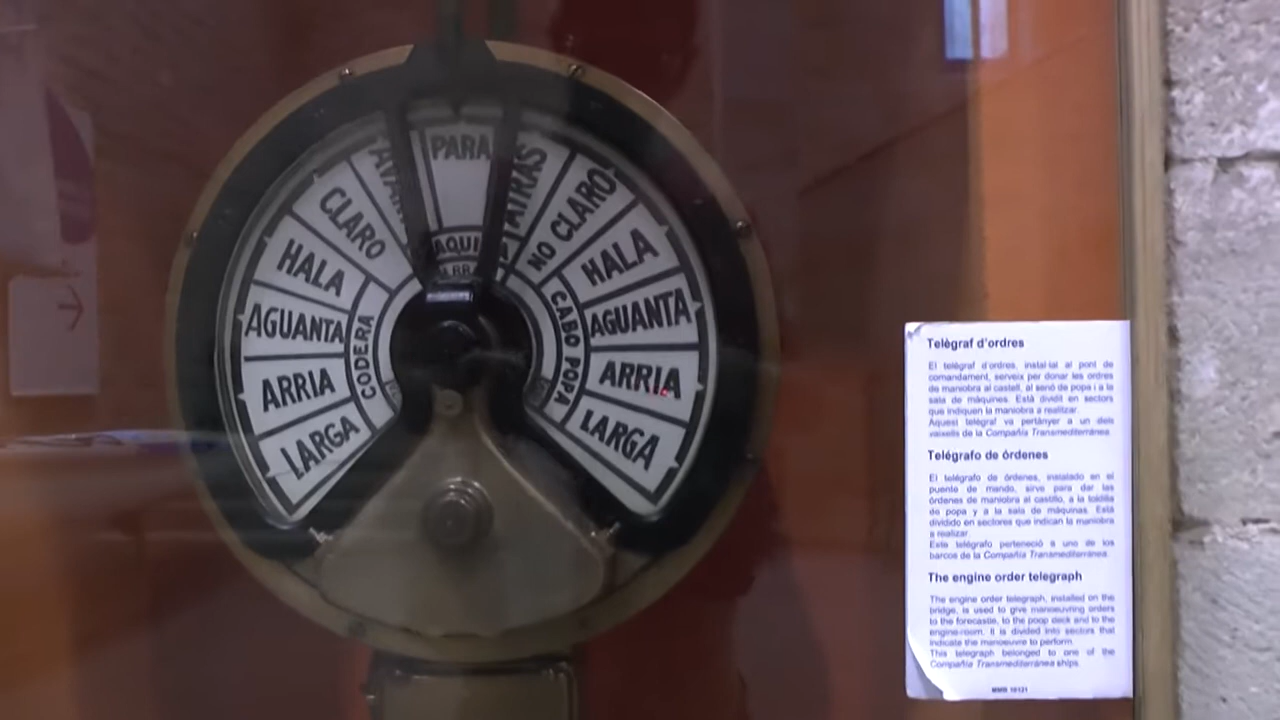 PARA
CLARO
HALA
AGUANTA
ARRIA
LARGA
CODERA
AQUI
ATRAS
NO CLARO
HALA
AGUANTA
ARRIA
LARGA
CABO POPA
Telègraf d'ordres
El telègraf d'ordres, instal·lat al pont de
comandament, serveix per donar les ordres
de maniobra al castell, al senó de popa i a la
sala de màquines. Està dividit en sectors
que indiquen la maniobra a realitzar.
Aquest telègraf va pertànyer a un dels
vaixells de la Compañía Transmediterránea.
Telégrafo de órdenes
El telégrafo de órdenes, instalado en el
puente de mando, sirve para dar las
órdenes de maniobra al castillo, a la toldilla
de popa y a la sala de máquinas. Está
dividido en sectores que indican la maniobra
a realizar.
Este telégrafo perteneció a uno de los
barcos de la Compañía Transmediterránea.
The engine order telegraph
The engine order telegraph, installed on the
bridge, is used to give manoeuvring orders
to the forecastle, to the poop deck and to the
engine-room. It is divided into sectors that
indicate the manoeuvre to perform.
This telegraph belonged to one of the
Compañía Transmediterránea ships.